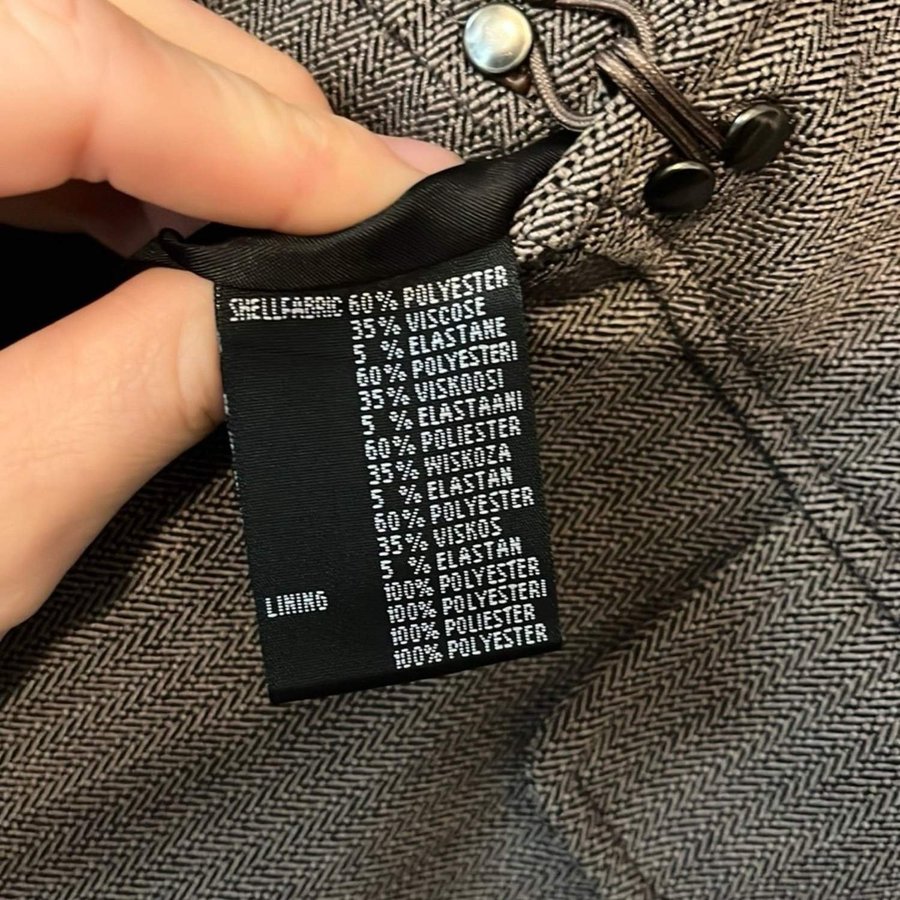 SHELLFABRIC 60% POLYESTER
35% VISCOSE
5 % ELASTANE
60% POLYESTERI
35% VISKOOSI
5 % ELASTAANI
60% POLIESTER
35% WISKOZA
5 % ELASTAN
60% POLYESTER
35% VISKOS
5 % ELASTAN
LINING 100% POLYESTER
100% POLYESTERI
100% POLIESTER
100% POLYESTER